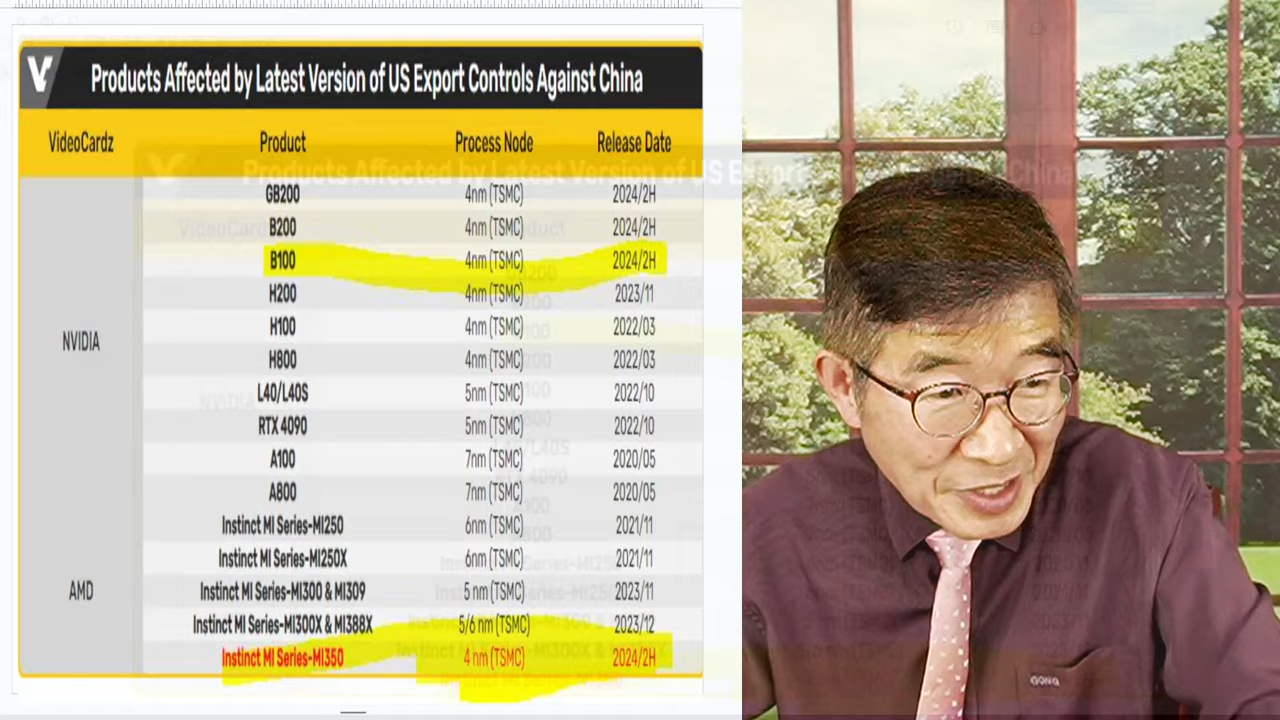 Products Affected by Latest Version of US Export Controls Against China
VideoCardz Product Process Node Release Date
NVIDIA
GB200 4nm (TSMC) 2024/2H
B200 4nm (TSMC) 2024/2H
B100 4nm (TSMC) 2024/2H
H200 4nm (TSMC) 2023/11
H100 4nm (TSMC) 2022/03
H800 4nm (TSMC) 2022/03
L40/L40S 5nm (TSMC) 2022/10
RTX 4090 5nm (TSMC) 2022/10
A100 7nm (TSMC) 2020/05
A800 7nm (TSMC) 2020/05
AMD
Instinct MI Series-MI250 6nm (TSMC) 2021/11
Instinct MI Series-MI250X 6nm (TSMC) 2021/11
Instinct MI Series-MI300 & MI309 5 nm (TSMC) 2023/11
Instinct MI Series-MI300X & MI388X 5/6 nm (TSMC) 2023/12
Instinct MI Series-MI350 4 nm (TSMC) 2024/2H
GONG